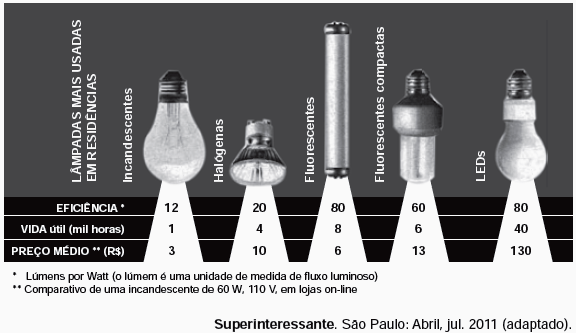 LÂMPADAS MAIS USADAS
EM RESIDÊNCIAS
Incandescentes
Halógenas
Fluorescentes
Fluorescentes compactas
LEDs
EFICIÊNCIA * 12 20 80 60 80
VIDA útil (mil horas) 1 4 8 6 40
PREÇO MÉDIO ** (R$) 3 10 6 13 130
* Lúmens por Watt (o lúmem é uma unidade de medida de fluxo luminoso)
** Comparativo de uma incandescente de 60 W, 110 V, em lojas on-line
Superinteressante. São Paulo: Abril, jul. 2011 (adaptado).